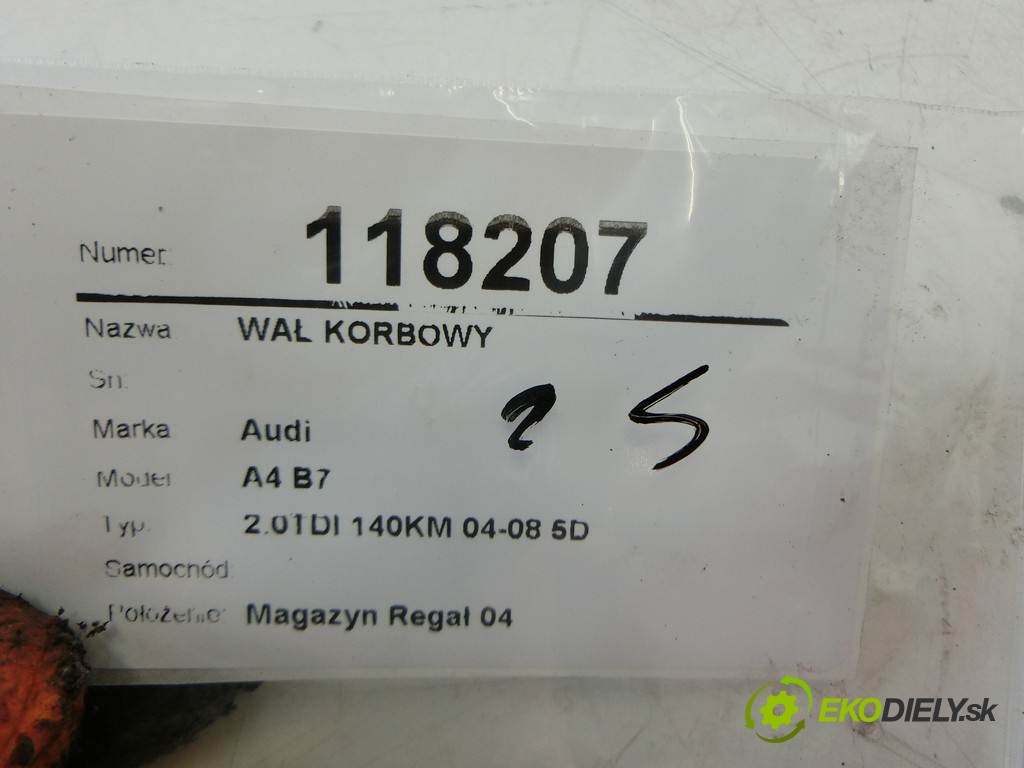 Numer: 118207
Nazwa WAŁ KORBOWY
Sn:
2 5
Marka Audi
Model A4 B7
Typ: 2.0TDI 140KM 04-08 5D
Samochód:
Położenie: Magazyn Regał 04
EKODIELY.sk